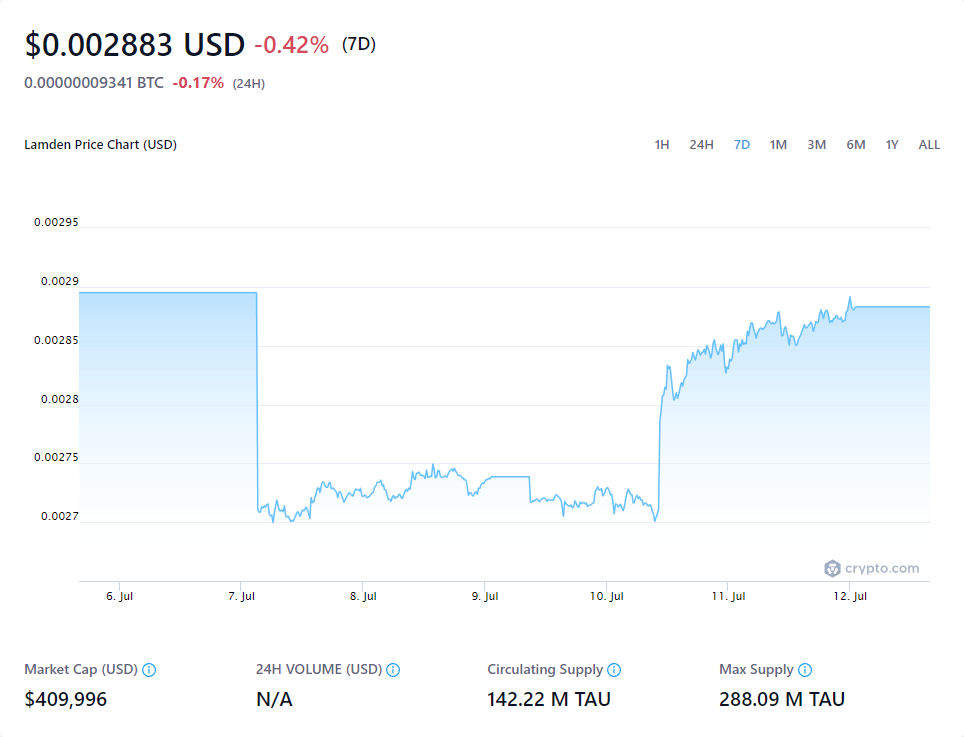 $0.002883 USD -0.42% (7D)
0.00000009341 BTC -0.17% (24H)
Lamden Price Chart (USD) 1H 24H 7D 1M 3M 6M 1Y ALL
0.00295
0.0029
0.00285
0.0028
0.00275
0.0027
crypto.com
6. Jul 7. Jul 8. Jul 9. Jul 10. Jul 11. Jul 12. Jul
Market Cap (USD) 24H VOLUME (USD) Circulating Supply Max Supply
$409,996 N/A 142.22 M TAU 288.09 M TAU